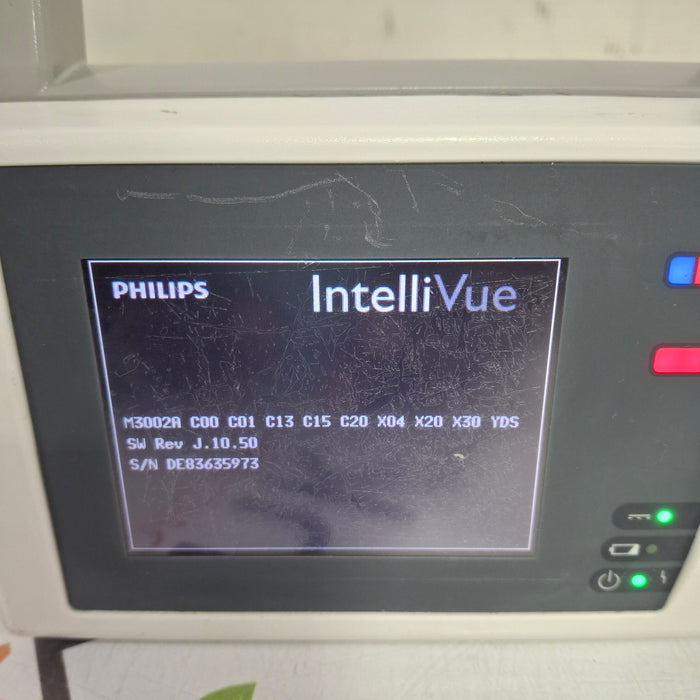 PHILIPS IntelliVue
M3002A C00 C01 C13 C15 C20 X04 X20 X30 YDS
SW Rev J.10.50
S/N DE83635973